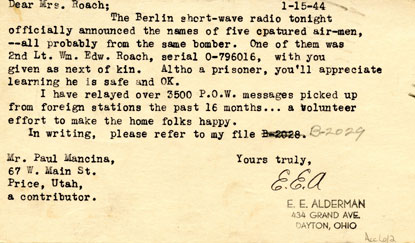 Dear Mrs. Roach; 1-15-44
The Berlin short-wave radio tonight
officially announced the names of five cpatured air-men,
--all probably from the same bomber. One of them was
2nd Lt. Wm. Edw. Roach, serial 0-796016, with you
given as next of kin. Altho a prisoner, you'll appreciate
learning he is safe and OK.
I have relayed over 3500 P.O.W. messages picked up
from foreign stations the past 16 months... a volunteer
effort to make the home folks happy.
In writing, please refer to my file B-2028. B-2029
Mr. Paul Mancina, Yours truly,
67 W. Main St.
Price, Utah, E.E.A
a contributor.
E. E. ALDERMAN
434 GRAND AVE.
DAYTON, OHIO